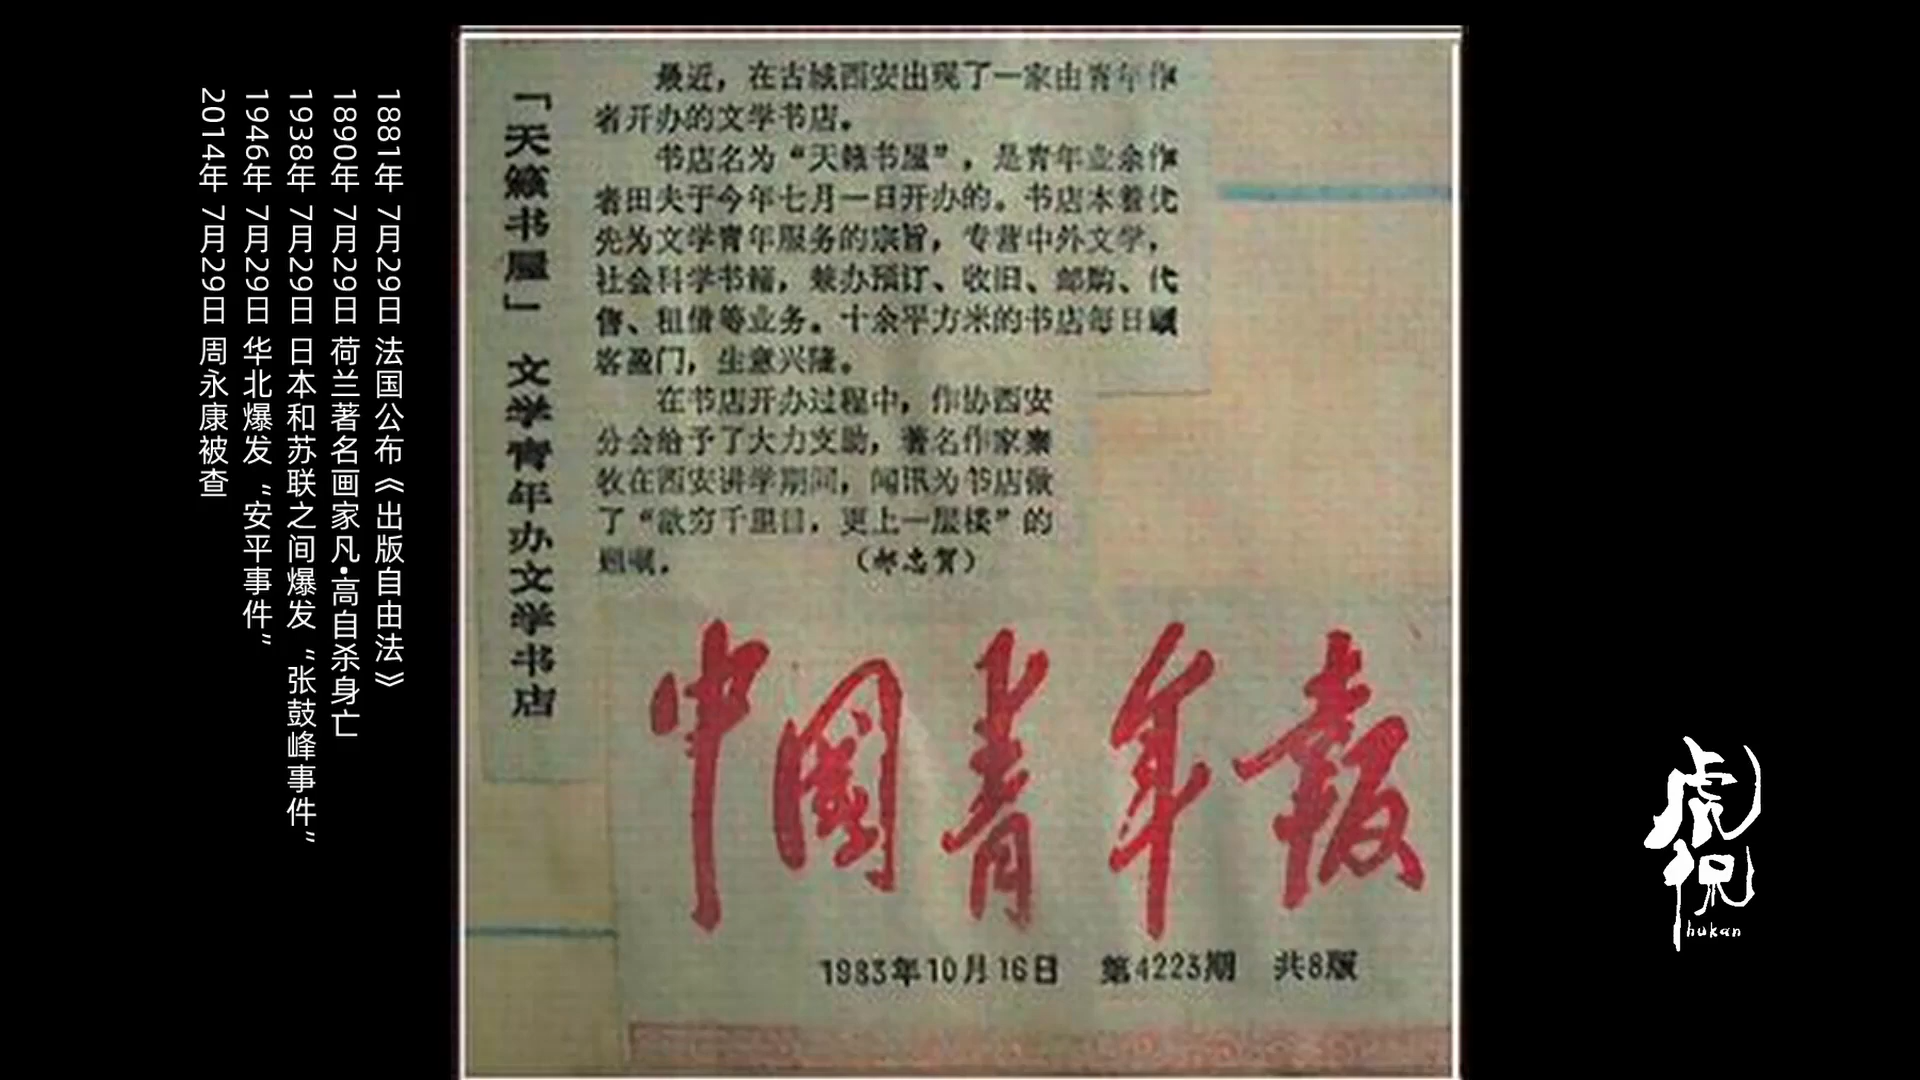 1881年 7月29日 法国公布《出版自由法》
1890年 7月29日 荷兰著名画家凡·高自杀身亡
1938年 7月29日 日本和苏联之间爆发“张鼓峰事件”
1946年 7月29日 华北爆发“安平事件”
2014年 7月29日 周永康被查
「天籁书屋」 文学青年办文学书店
最近，在古城西安出现了一家由青年作
者开办的文学书店。
书店名为“天籁书屋”，是青年业余作
者田夫于今年七月一日开办的。书店本着优
先为文学青年服务的宗旨，专营中外文学，
社会科学书籍，兼办预订、收旧、邮购、代
售、租借等业务。十余平方米的书店每日顾
客盈门，生意兴隆。
在书店开办过程中，作协西安
分会给予了大力支助，著名作家秦
牧在西安讲学期间，闻讯为书店做
了“欲穷千里目，更上一层楼”的
题嘱。 （郝忠贺）
中國青年報
1983年10月16日 第4223期 共8版
虎侃
hukan